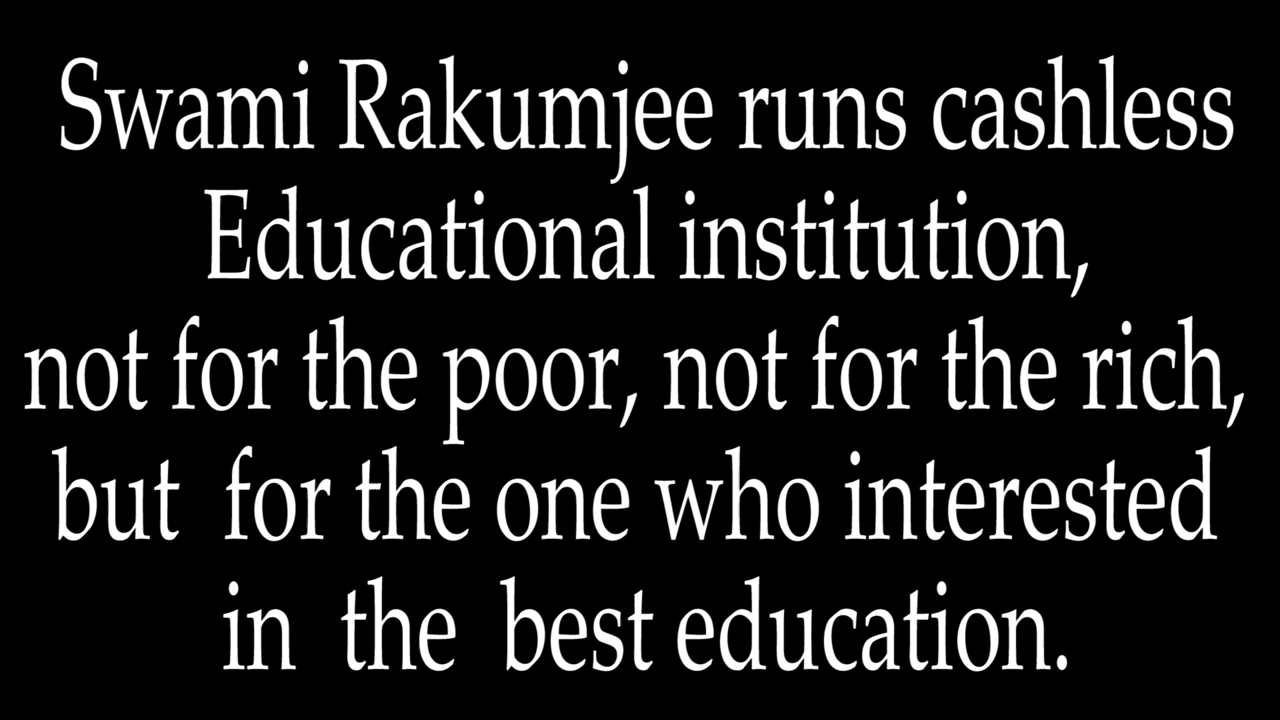 Swami Rakumjee runs cashless
Educational institution,
not for the poor, not for the rich,
but for the one who interested
in the best education.